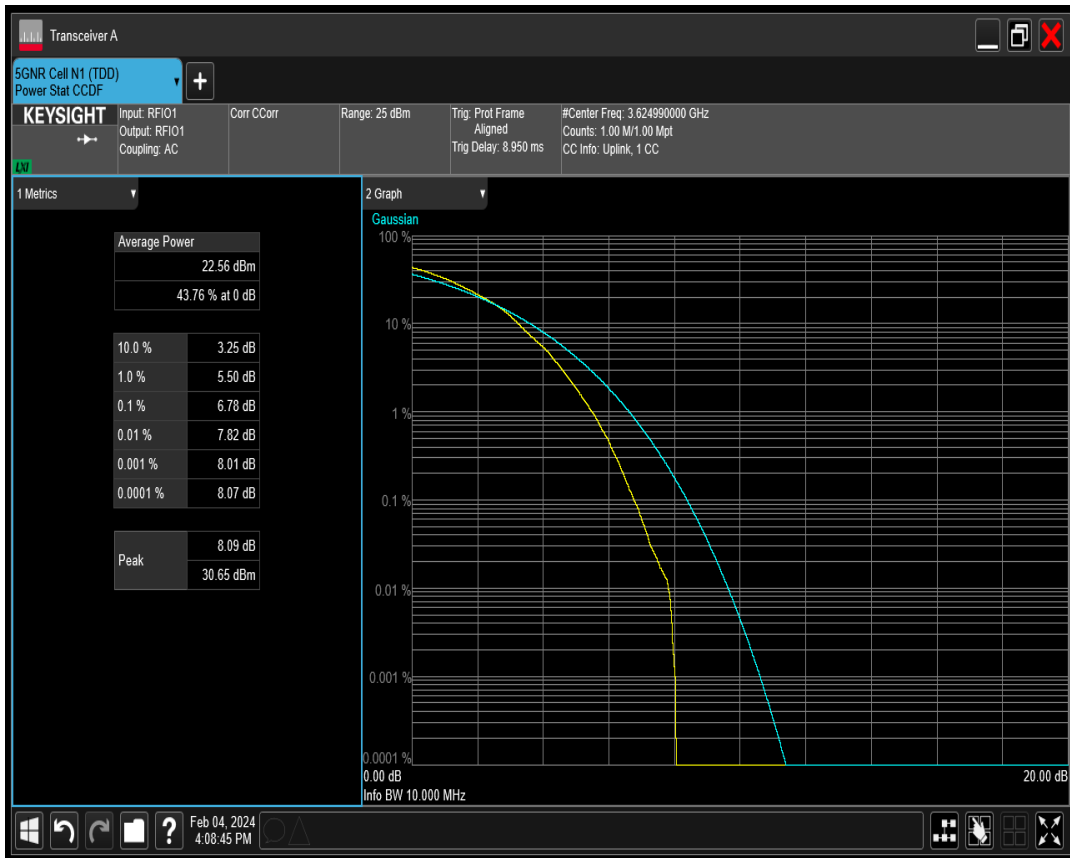 Transceiver A
5GNR Cell N1 (TDD)
Power Stat CCDF
+
KEYSIGHT
LXI
Input: RFIO1
Output: RFIO1
Coupling: AC
Corr CCorr
Range: 25 dBm
Trig: Prot Frame
Aligned
Trig Delay: 8.950 ms
#Center Freq: 3.624990000 GHz
Counts: 1.00 M/1.00 Mpt
CC Info: Uplink, 1 CC
1 Metrics
Average Power
22.56 dBm
43.76 % at 0 dB
10.0 % 3.25 dB
1.0 % 5.50 dB
0.1 % 6.78 dB
0.01 % 7.82 dB
0.001 % 8.01 dB
0.0001 % 8.07 dB
Peak
8.09 dB
30.65 dBm
2 Graph
Gaussian
100 %
10 %
1 %
0.1 %
0.01 %
0.001 %
0.0001 %
0.00 dB 20.00 dB
Info BW 10.000 MHz
?
Feb 04, 2024
4:08:45 PM